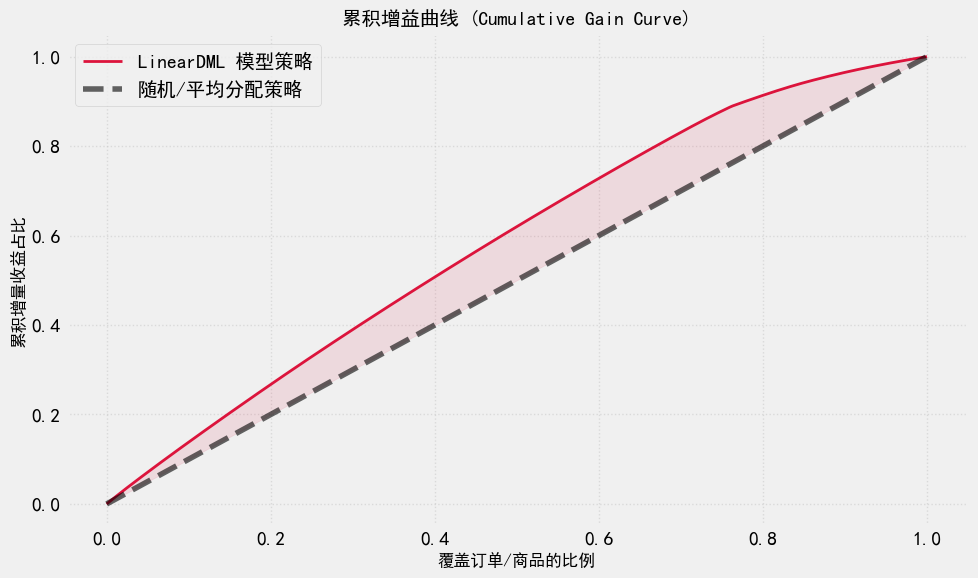 累积增益曲线 (Cumulative Gain Curve)
LinearDML 模型策略
随机/平均分配策略
累积增量收益占比
1.0
0.8
0.6
0.4
0.2
0.0
0.0 0.2 0.4 0.6 0.8 1.0
覆盖订单/商品的比例